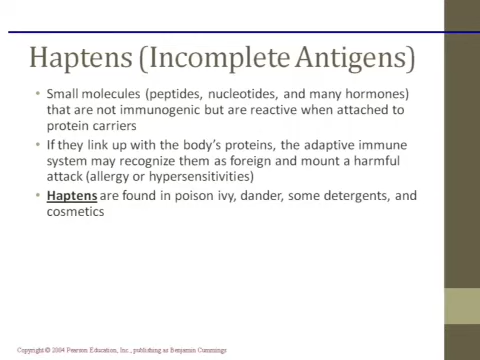 Haptens (Incomplete Antigens)
• Small molecules (peptides, nucleotides, and many hormones)
that are not immunogenic but are reactive when attached to
protein carriers
• If they link up with the body's proteins, the adaptive immune
system may recognize them as foreign and mount a harmful
attack (allergy or hypersensitivities)
• Haptens are found in poison ivy, dander, some detergents, and
cosmetics
Copyright © 2004 Pearson Education, Inc., publishing as Benjamin Cummings